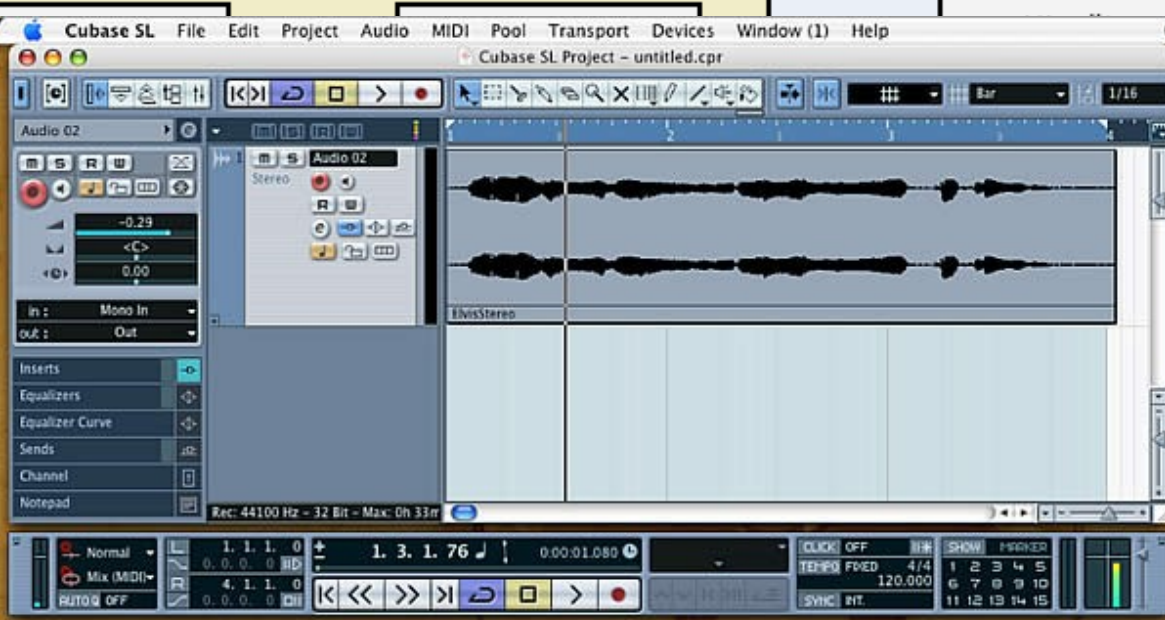 Cubase SL File Edit Project Audio MIDI Pool Transport Devices Window (1) Help
Cubase SL Project – untitled.cpr
Bar 1/16
Audio 02 [m] [S] [R] [W]
1 2 3 4
m S R W
1 m S Audio 02
Stereo
R W
e
-0.29
<C>
0.00
in : Mono In
out : Out
ElvisStereo
Inserts
Equalizers
Equalizer Curve
Sends
Channel
Notepad
Rec: 44100 Hz – 32 Bit – Max: 0h 33m
Normal L 1. 1. 1. 0 1. 3. 1. 76 0:00:01.080 CLICK OFF SHOW MARKER
0. 0. 0. 0 TEMPO FIXED 4/4 1 2 3 4 5
Mix (MIDI) R 4. 1. 1. 0 120.000 6 7 8 9 10
AUTO Q OFF 0. 0. 0. 0 SYNC INT. 11 12 13 14 15